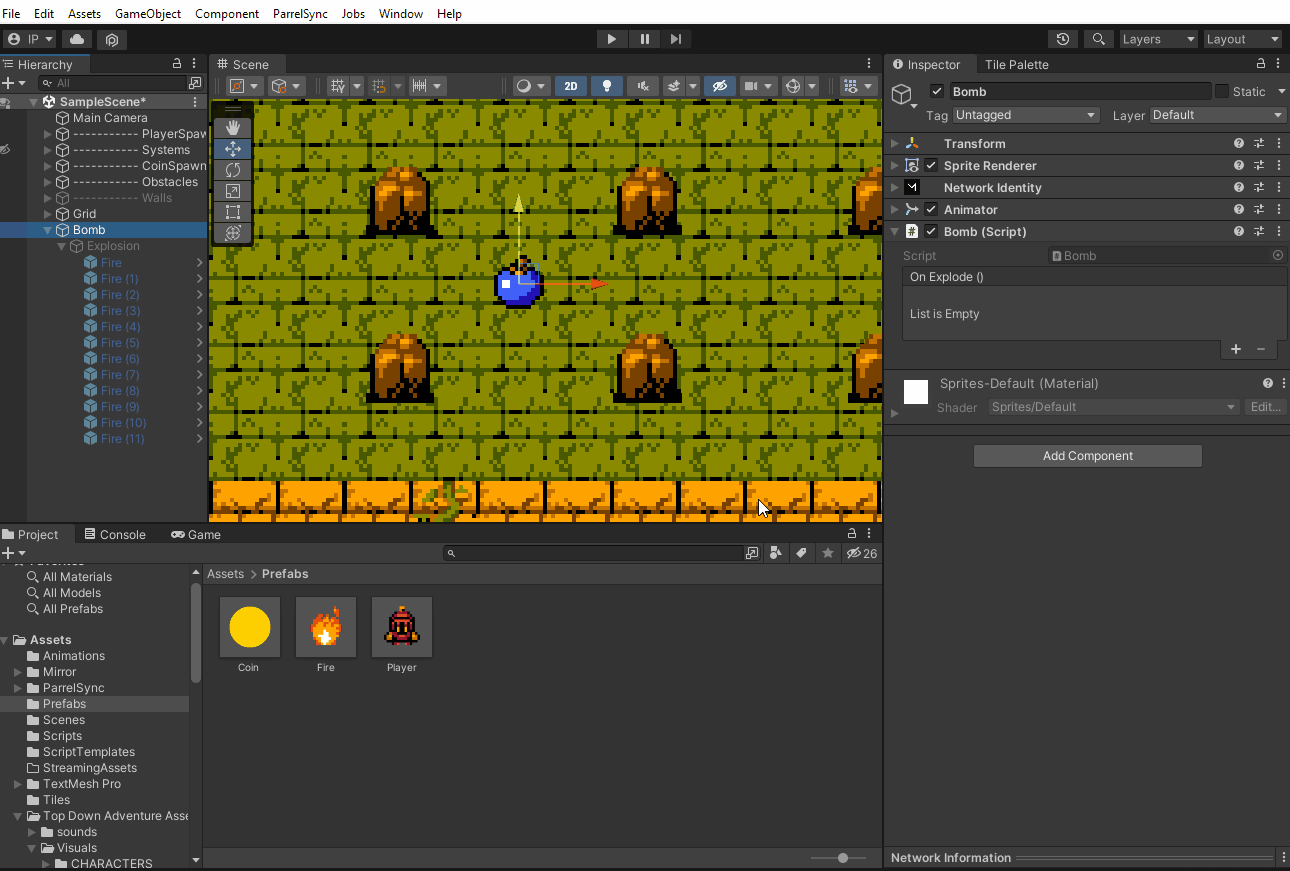 File Edit Assets GameObject Component ParrelSync Jobs Window Help
IP Layers Layout
Hierarchy
All
SampleScene*
Main Camera
----------- PlayerSpaw
----------- Systems
----------- CoinSpawn
----------- Obstacles
----------- Walls
Grid
Bomb
Explosion
Fire
Fire (1)
Fire (2)
Fire (3)
Fire (4)
Fire (5)
Fire (6)
Fire (7)
Fire (8)
Fire (9)
Fire (10)
Fire (11)
Scene
2D
Inspector Tile Palette
Bomb Static
Tag Untagged Layer Default
Transform
Sprite Renderer
Network Identity
Animator
Bomb (Script)
Script Bomb
On Explode ()
List is Empty
Sprites-Default (Material)
Shader Sprites/Default Edit...
Add Component
Network Information
Project Console Game
26
All Materials
All Models
All Prefabs
Assets
Animations
Mirror
ParrelSync
Prefabs
Scenes
Scripts
ScriptTemplates
StreamingAssets
TextMesh Pro
Tiles
Top Down Adventure Asse
sounds
Visuals
CHARACTERS
Assets > Prefabs
Coin Fire Player